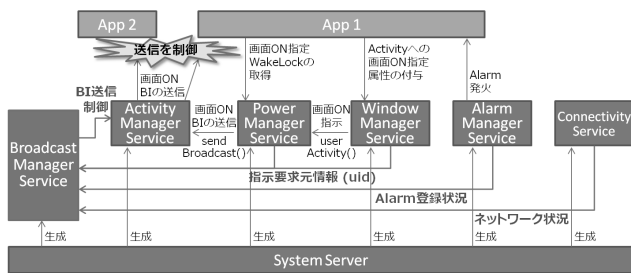 App 2
App 1
送信を制御
画面ON指定
WakeLockの
取得
Activityへの
画面ON指定
属性の付与
Alarm
発火
画面ON
BIの送信
BI送信
制御
Activity
Manager
Service
画面ON
BIの送信
send
Broadcast()
Power
Manager
Service
画面ON
指示
user
Activity()
Window
Manager
Service
Alarm
Manager
Service
Connectivity
Service
Broadcast
Manager
Service
指示要求元情報 (uid)
Alarm登録状況
ネットワーク状況
生成
生成
生成
生成
生成
生成
System Server